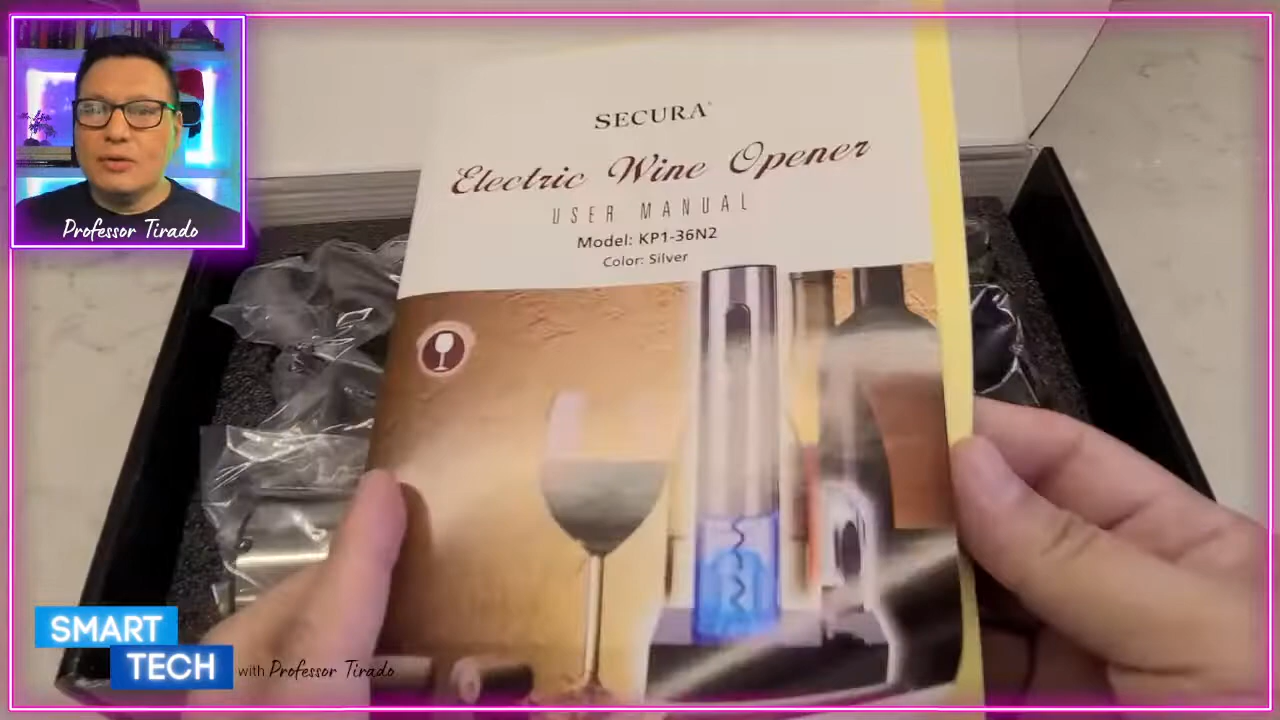 Professor Tirado
SECURA
Electric Wine Opener
USER MANUAL
Model: KP1-36N2
Color: Silver
SMART
TECH
with Professor Tirado